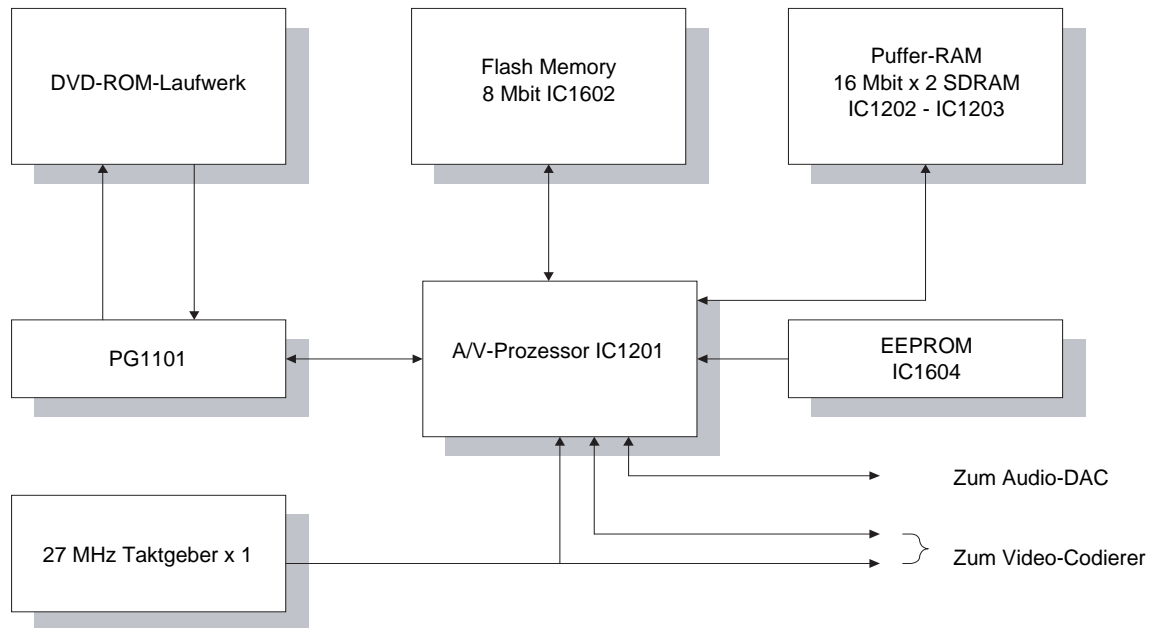 DVD-ROM-Laufwerk
Flash Memory
8 Mbit IC1602
Puffer-RAM
16 Mbit x 2 SDRAM
IC1202 - IC1203
PG1101
A/V-Prozessor IC1201
EEPROM
IC1604
Zum Audio-DAC
27 MHz Taktgeber x 1
Zum Video-Codierer